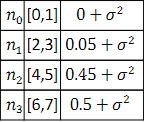 n₀ [0,1] 0 + σ²
n₁ [2,3] 0.05 + σ²
n₂ [4,5] 0.45 + σ²
n₃ [6,7] 0.5 + σ²